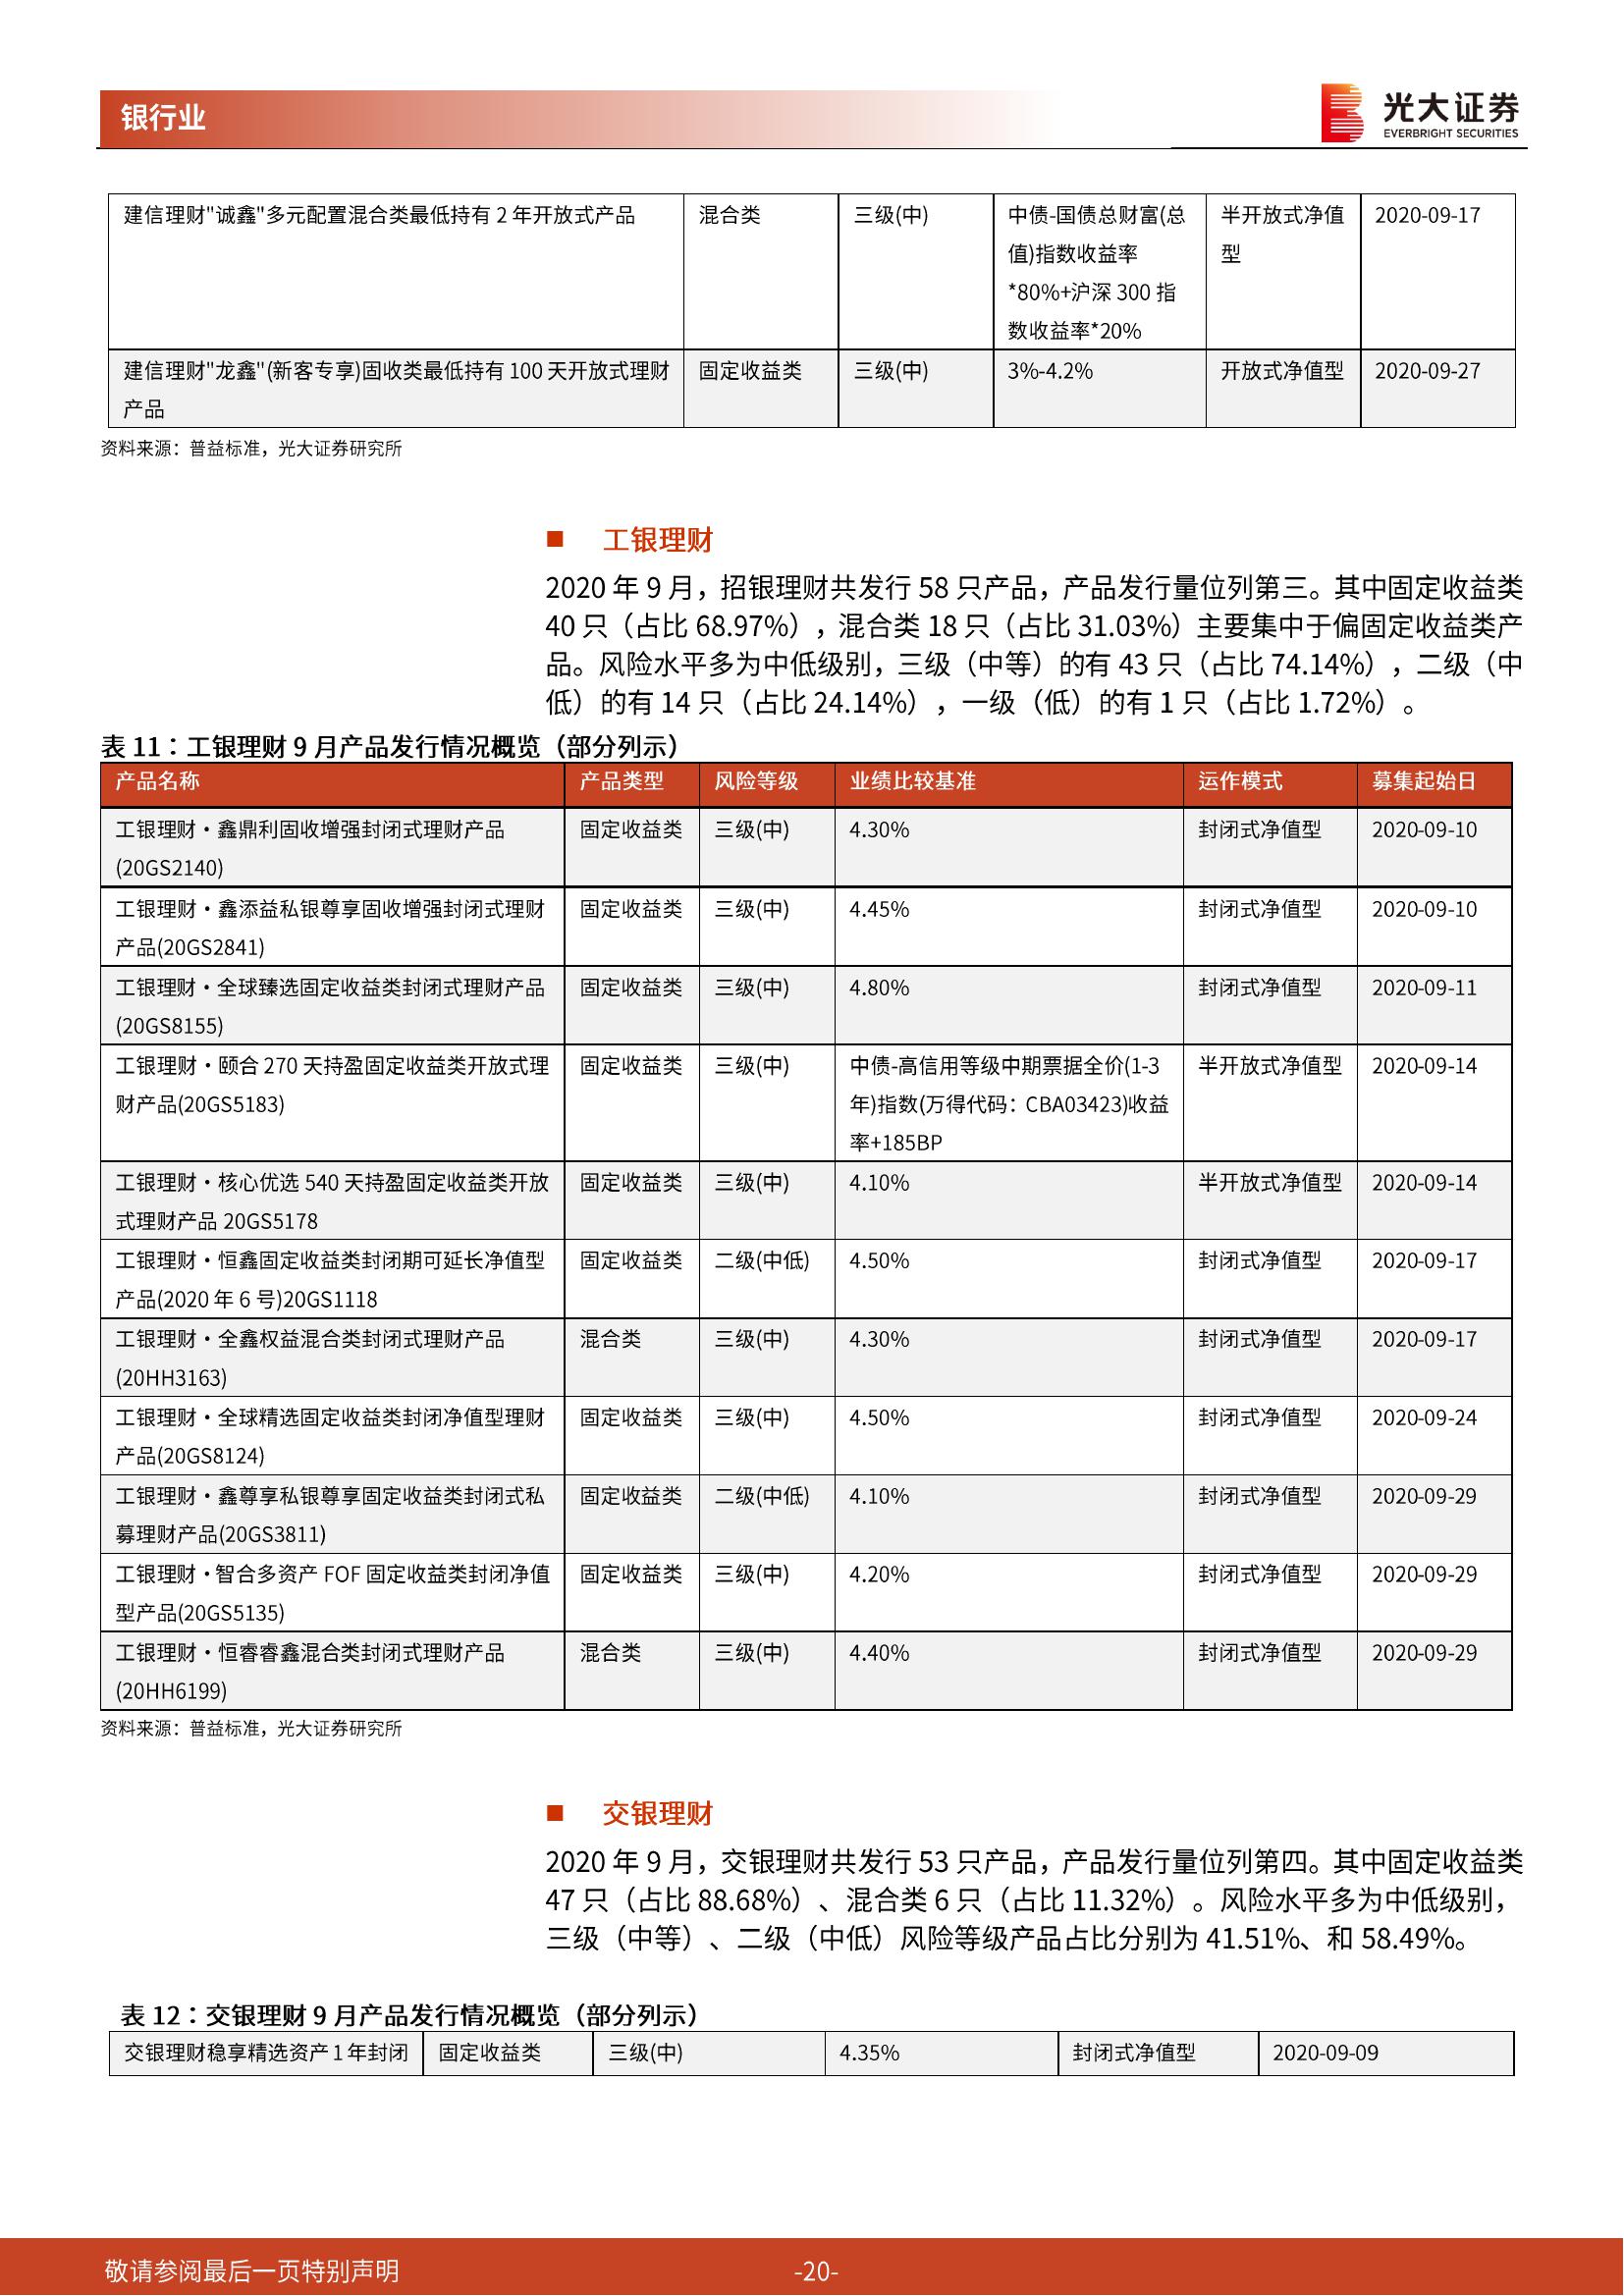 银行业
光大证券
EVERBRIGHT SECURITIES
建信理财"诚鑫"多元配置混合类最低持有 2 年开放式产品 混合类 三级(中) 中债-国债总财富(总 半开放式净值 2020-09-17
值)指数收益率 型
*80%+沪深 300 指
数收益率*20%
建信理财"龙鑫"(新客专享)固收类最低持有 100 天开放式理财 固定收益类 三级(中) 3%-4.2% 开放式净值型 2020-09-27
产品
资料来源：普益标准，光大证券研究所
■ 工银理财
2020 年 9 月，招银理财共发行 58 只产品，产品发行量位列第三。其中固定收益类
40 只（占比 68.97%），混合类 18 只（占比 31.03%）主要集中于偏固定收益类产
品。风险水平多为中低级别，三级（中等）的有 43 只（占比 74.14%），二级（中
低）的有 14 只（占比 24.14%），一级（低）的有 1 只（占比 1.72%）。
表 11：工银理财 9 月产品发行情况概览（部分列示）
产品名称 产品类型 风险等级 业绩比较基准 运作模式 募集起始日
工银理财·鑫鼎利固收增强封闭式理财产品 固定收益类 三级(中) 4.30% 封闭式净值型 2020-09-10
(20GS2140)
工银理财·鑫添益私银尊享固收增强封闭式理财 固定收益类 三级(中) 4.45% 封闭式净值型 2020-09-10
产品(20GS2841)
工银理财·全球臻选固定收益类封闭式理财产品 固定收益类 三级(中) 4.80% 封闭式净值型 2020-09-11
(20GS8155)
工银理财·颐合 270 天持盈固定收益类开放式理 固定收益类 三级(中) 中债-高信用等级中期票据全价(1-3 半开放式净值型 2020-09-14
财产品(20GS5183) 年)指数(万得代码：CBA03423)收益
率+185BP
工银理财·核心优选 540 天持盈固定收益类开放 固定收益类 三级(中) 4.10% 半开放式净值型 2020-09-14
式理财产品 20GS5178
工银理财·恒鑫固定收益类封闭期可延长净值型 固定收益类 二级(中低) 4.50% 封闭式净值型 2020-09-17
产品(2020 年 6 号)20GS1118
工银理财·全鑫权益混合类封闭式理财产品 混合类 三级(中) 4.30% 封闭式净值型 2020-09-17
(20HH3163)
工银理财·全球精选固定收益类封闭净值型理财 固定收益类 三级(中) 4.50% 封闭式净值型 2020-09-24
产品(20GS8124)
工银理财·鑫尊享私银尊享固定收益类封闭式私 固定收益类 二级(中低) 4.10% 封闭式净值型 2020-09-29
募理财产品(20GS3811)
工银理财·智合多资产 FOF 固定收益类封闭净值 固定收益类 三级(中) 4.20% 封闭式净值型 2020-09-29
型产品(20GS5135)
工银理财·恒睿睿鑫混合类封闭式理财产品 混合类 三级(中) 4.40% 封闭式净值型 2020-09-29
(20HH6199)
资料来源：普益标准，光大证券研究所
■ 交银理财
2020 年 9 月，交银理财共发行 53 只产品，产品发行量位列第四。其中固定收益类
47 只（占比 88.68%）、混合类 6 只（占比 11.32%）。风险水平多为中低级别，
三级（中等）、二级（中低）风险等级产品占比分别为 41.51%、和 58.49%。
表 12：交银理财 9 月产品发行情况概览（部分列示）
交银理财稳享精选资产 1 年封闭 固定收益类 三级(中) 4.35% 封闭式净值型 2020-09-09
敬请参阅最后一页特别声明 -20-